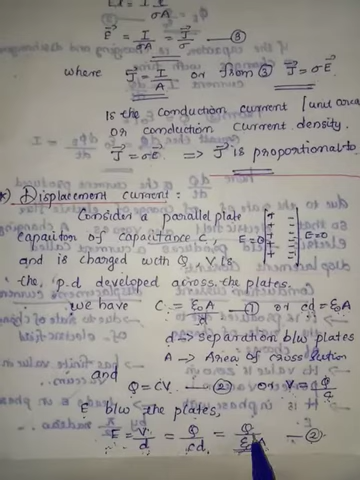 E⃗ = I/σA = J⃗/σ — ③
where J⃗ = I/A or from ③ J⃗ = σE⃗
is the conduction current / unit area
or conduction current density.
J⃗ = σE⃗ ⇒ J⃗ is proportional to
*) Displacement current :
Consider a parallel plate
capacitor of capacitance C,
E=0 E=0
and is charged with Q. V is
the p.d developed across the plates.
we have C = ε₀A/d — ① or cd = ε₀A
d → separation b/w plates
A → Area of cross section
and
Q = CV — ② or V = Q/C
E b/w the plates,
E = V/d = Q/cd = Q/ε₀A — ②